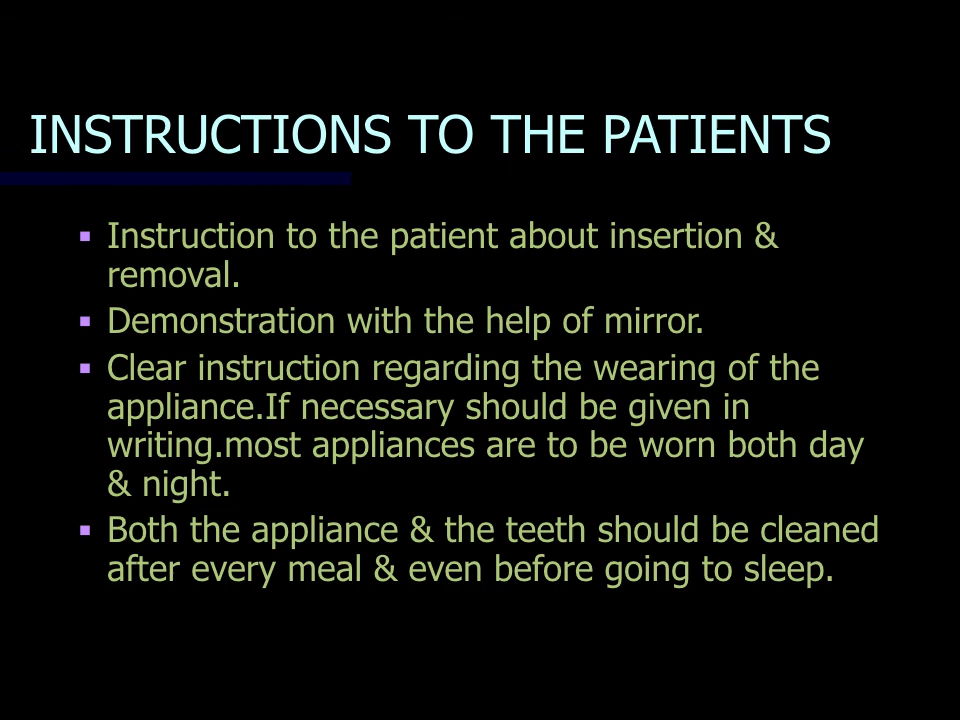 INSTRUCTIONS TO THE PATIENTS
▪ Instruction to the patient about insertion &
removal.
▪ Demonstration with the help of mirror.
▪ Clear instruction regarding the wearing of the
appliance.If necessary should be given in
writing.most appliances are to be worn both day
& night.
▪ Both the appliance & the teeth should be cleaned
after every meal & even before going to sleep.